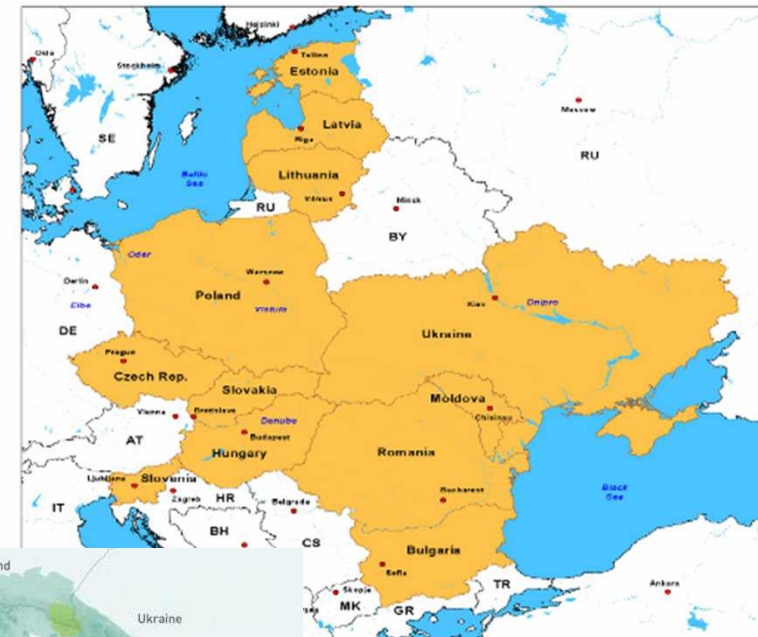 Helzinki
Oslo
Tallinn
Estonia
Stockholm
Moscow
SE
Latvia
Riga
RU
Baltic
Sea
Lithuania
Vilnius
Minsk
RU
BY
Oder
Berlin
Warsaw
Elbe
Poland
Vistula
Kiev
Dnipro
DE
Ukraine
Prague
Czech Rep.
Slovakia
Moldova
Vienna
Bratislava
Danube
Chisinau
AT
Budapest
Hungary
Romania
Ljubljana
Slovenia
Zagreb
HR
Bucharest
Black
Sea
IT
Belgrade
BH
CS
Bulgaria
Sofia
Ukraine
Skopje
TR
Ankara
MK
GR